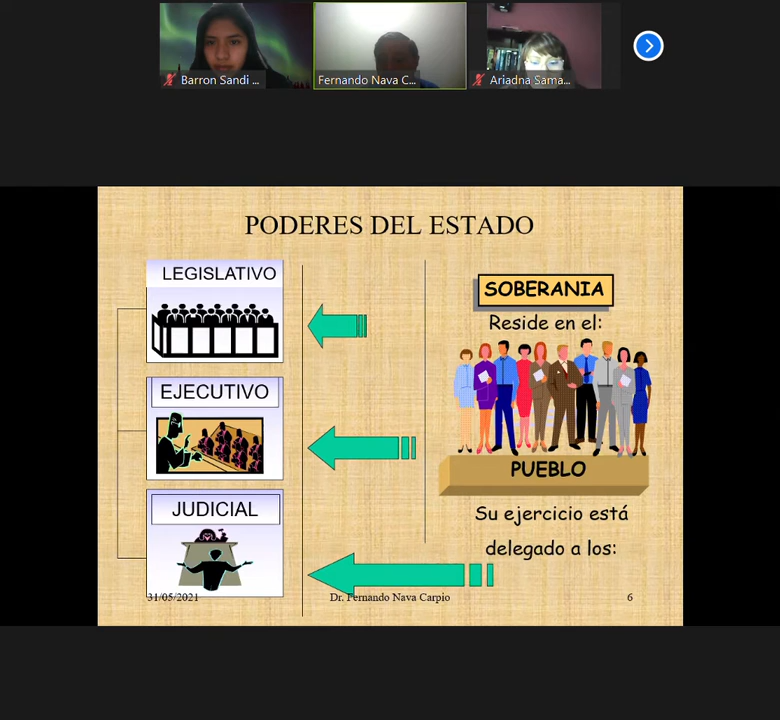 Barron Sandi ...
Fernando Nava C...
Ariadna Sama...
PODERES DEL ESTADO
LEGISLATIVO
EJECUTIVO
JUDICIAL
SOBERANIA
Reside en el:
PUEBLO
Su ejercicio está
delegado a los:
31/05/2021
Dr. Fernando Nava Carpio
6